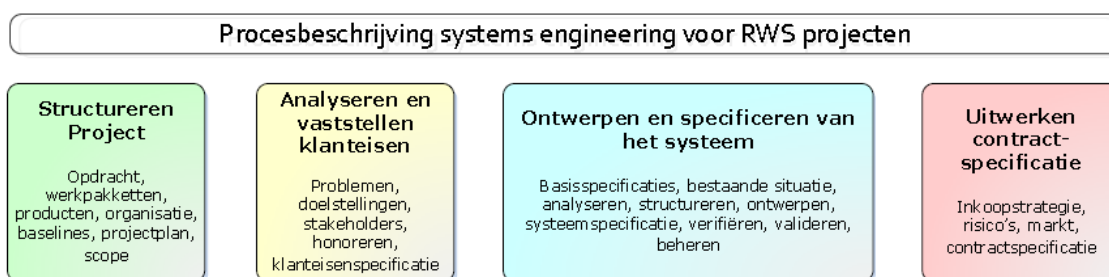 Procesbeschrijving systems engineering voor RWS projecten
Structureren
Project
Opdracht,
werkpakketten,
producten, organisatie,
baselines, projectplan,
scope
Analyseren en
vaststellen
klanteisen
Problemen,
doelstellingen,
stakeholders,
honoreren,
klanteisenspecificatie
Ontwerpen en specificeren van
het systeem
Basisspecificaties, bestaande situatie,
analyseren, structureren, ontwerpen,
systeemspecificatie, verifiëren, valideren,
beheren
Uitwerken
contract-
specificatie
Inkoopstrategie,
risico's, markt,
contractspecificatie